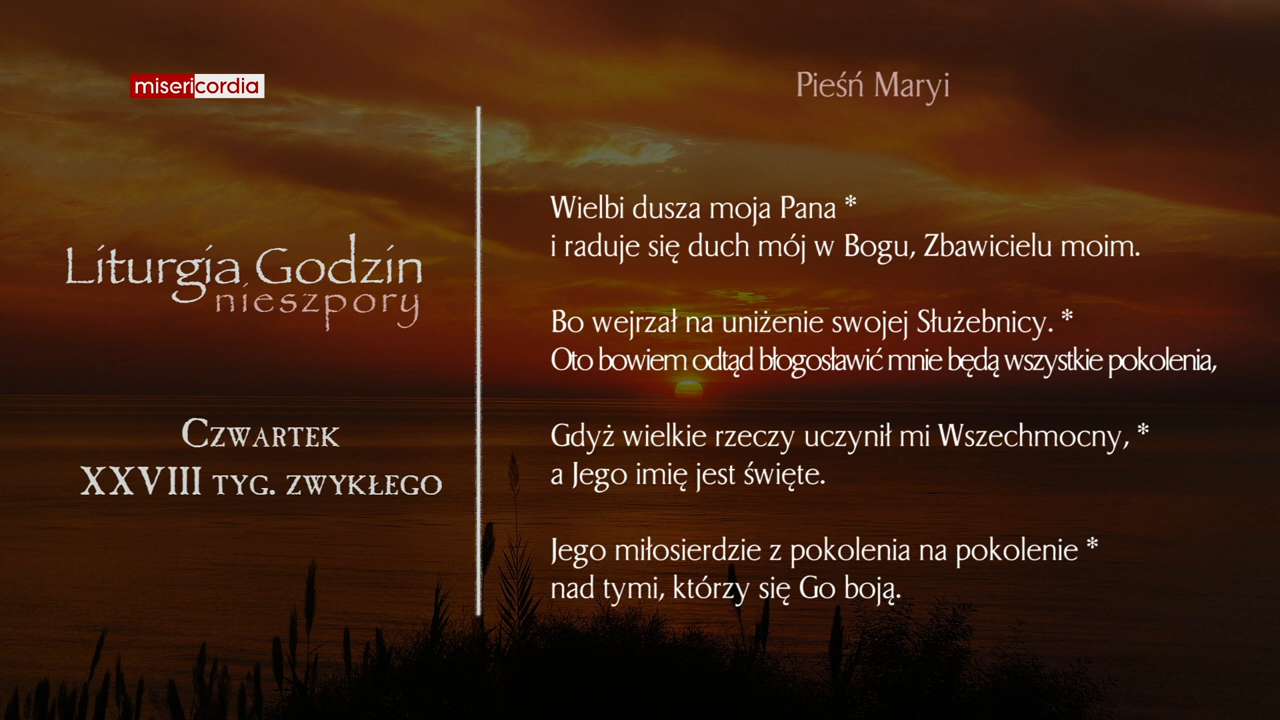 misericordia
Liturgia Godzin
nieszpory
Czwartek
XXVIII tyg. zwykłego
Pieśń Maryi
Wielbi dusza moja Pana *
i raduje się duch mój w Bogu, Zbawicielu moim.
Bo wejrzał na uniżenie swojej Służebnicy. *
Oto bowiem odtąd błogosławić mnie będą wszystkie pokolenia,
Gdyż wielkie rzeczy uczynił mi Wszechmocny, *
a Jego imię jest święte.
Jego miłosierdzie z pokolenia na pokolenie *
nad tymi, którzy się Go boją.